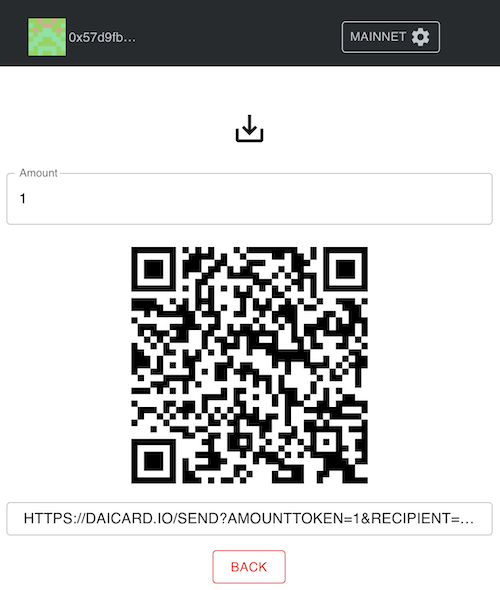 0x57d9fb...
MAINNET
Amount
1
HTTPS://DAICARD.IO/SEND?AMOUNTTOKEN=1&RECIPIENT=...
BACK